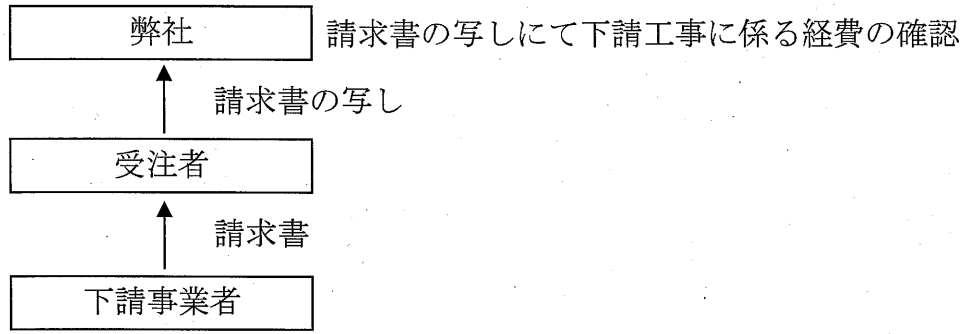 弊社
請求書の写しにて下請工事に係る経費の確認
請求書の写し
受注者
請求書
下請事業者